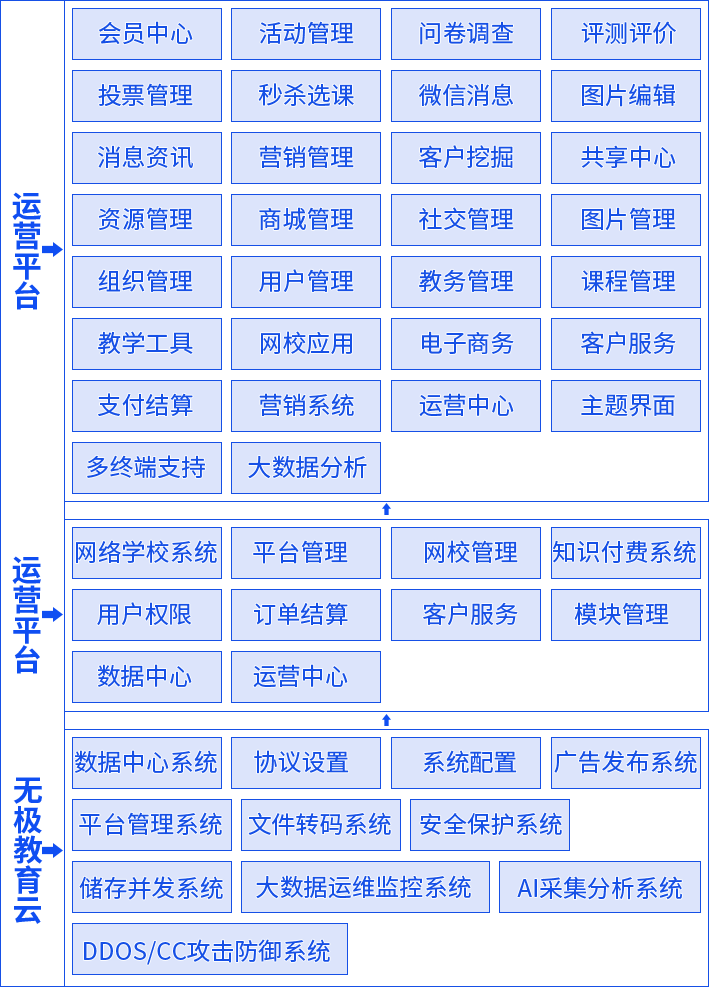 运营平台
会员中心 活动管理 问卷调查 评测评价
投票管理 秒杀选课 微信消息 图片编辑
消息资讯 营销管理 客户挖掘 共享中心
资源管理 商城管理 社交管理 图片管理
组织管理 用户管理 教务管理 课程管理
教学工具 网校应用 电子商务 客户服务
支付结算 营销系统 运营中心 主题界面
多终端支持 大数据分析
运营平台
网络学校系统 平台管理 网校管理 知识付费系统
用户权限 订单结算 客户服务 模块管理
数据中心 运营中心
无极教育云
数据中心系统 协议设置 系统配置 广告发布系统
平台管理系统 文件转码系统 安全保护系统
储存并发系统 大数据运维监控系统 AI采集分析系统
DDOS/CC攻击防御系统